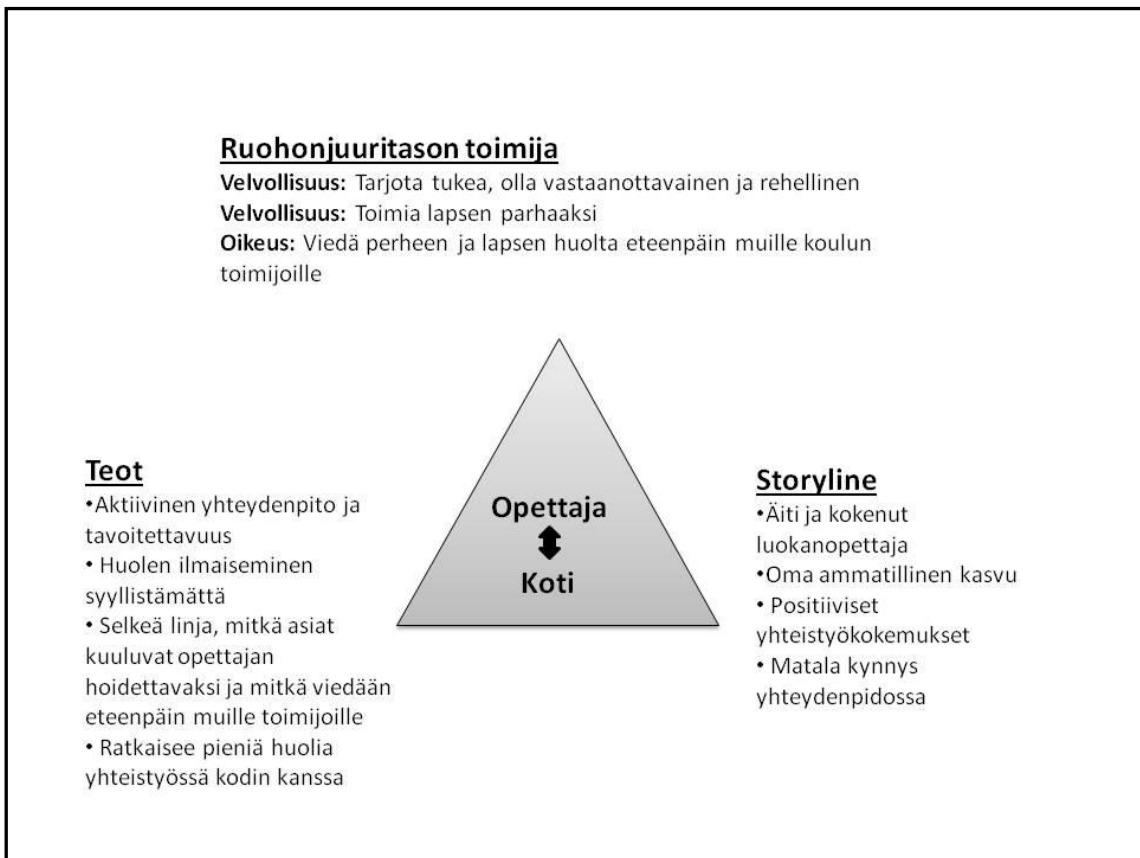 Ruohonjuuritason toimija
Velvollisuus: Tarjota tukea, olla vastaanottavainen ja rehellinen
Velvollisuus: Toimia lapsen parhaaksi
Oikeus: Viedä perheen ja lapsen huolta eteenpäin muille koulun
toimijoille
Teot
•Aktiivinen yhteydenpito ja
tavoitettavuus
• Huolen ilmaiseminen
syyllistämättä
• Selkeä linja, mitkä asiat
kuuluvat opettajan
hoidettavaksi ja mitkä viedään
eteenpäin muille toimijoille
• Ratkaisee pieniä huolia
yhteistyössä kodin kanssa
Opettaja
Koti
Storyline
•Äiti ja kokenut
luokanopettaja
•Oma ammatillinen kasvu
• Positiiviset
yhteistyökokemukset
• Matala kynnys
yhteydenpidossa